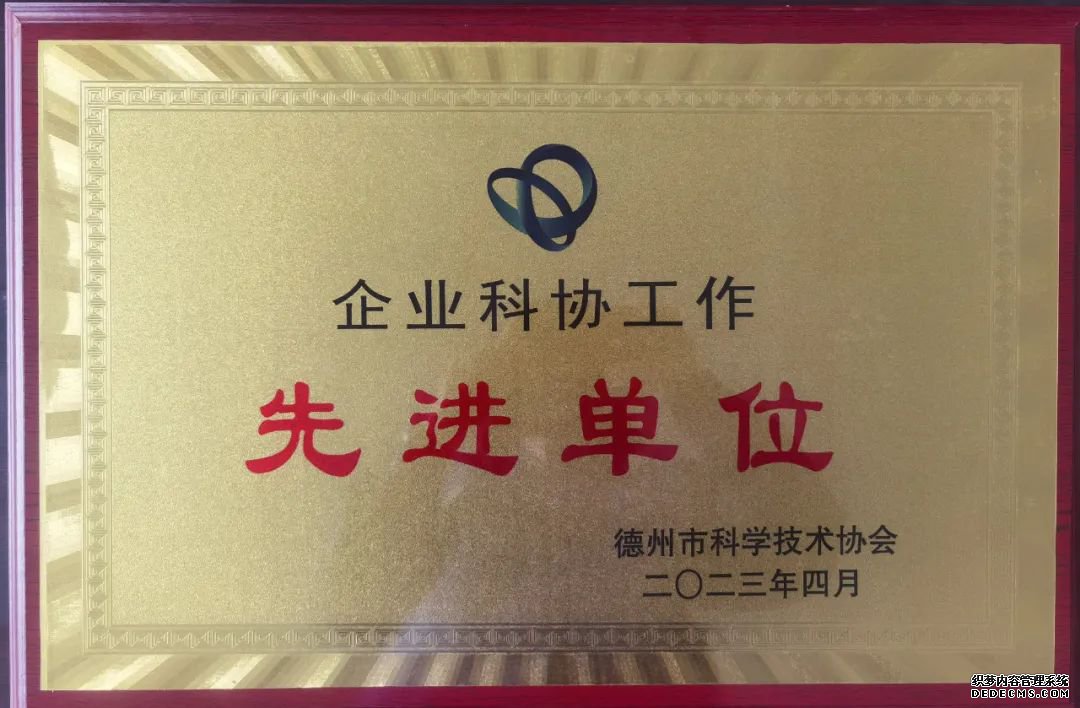 企业科协工作
先进单位
德州市科学技术协会
二〇二三年四月
织梦内容管理系统
DEDECMS.COM